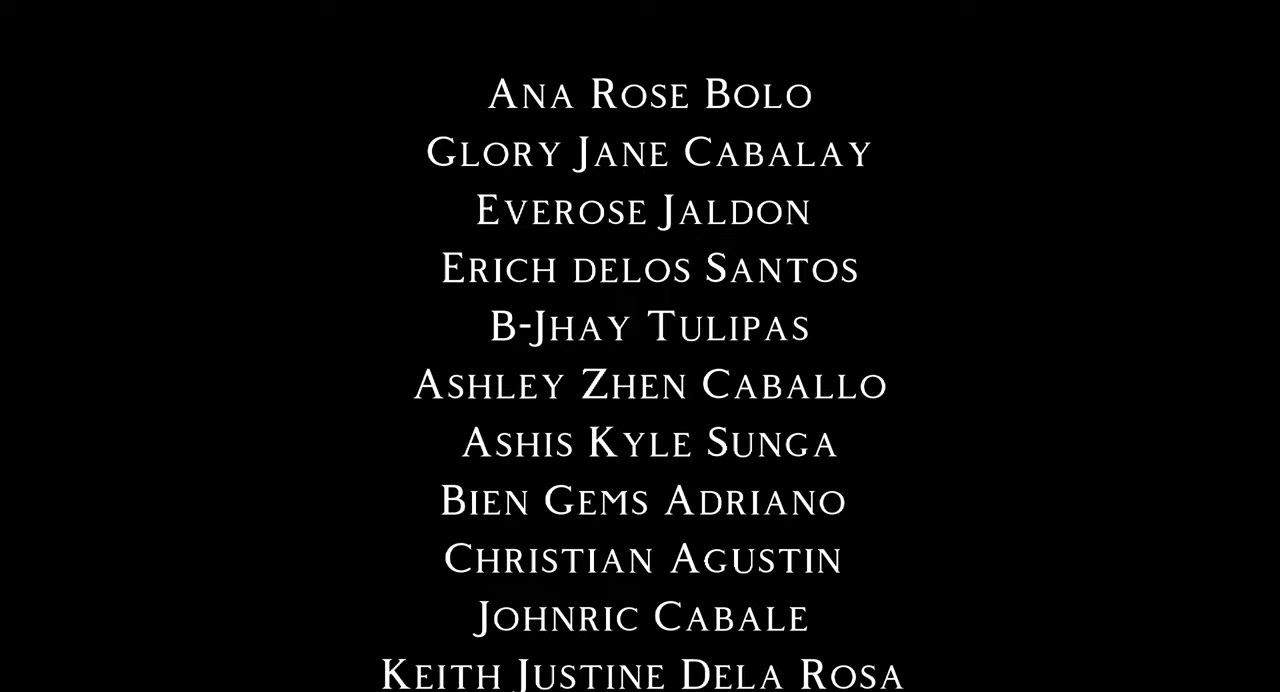 Ana Rose Bolo
Glory Jane Cabalay
Everose Jaldon
Erich delos Santos
B-Jhay Tulipas
Ashley Zhen Caballo
Ashis Kyle Sunga
Bien Gems Adriano
Christian Agustin
Johnric Cabale
Keith Justine Dela Rosa